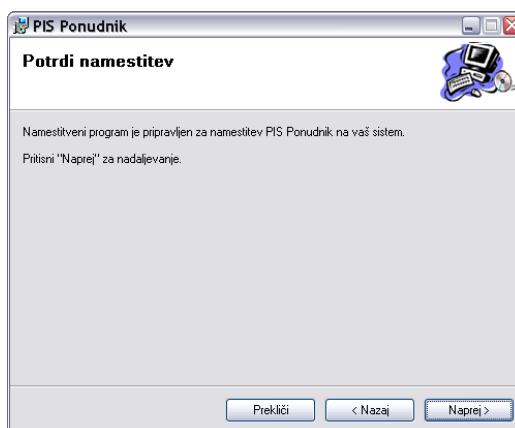 PIS Ponudnik
Potrdi namestitev
Namestitveni program je pripravljen za namestitev PIS Ponudnik na vaš sistem.
Pritisni "Naprej" za nadaljevanje.
Prekliči
< Nazaj
Naprej >